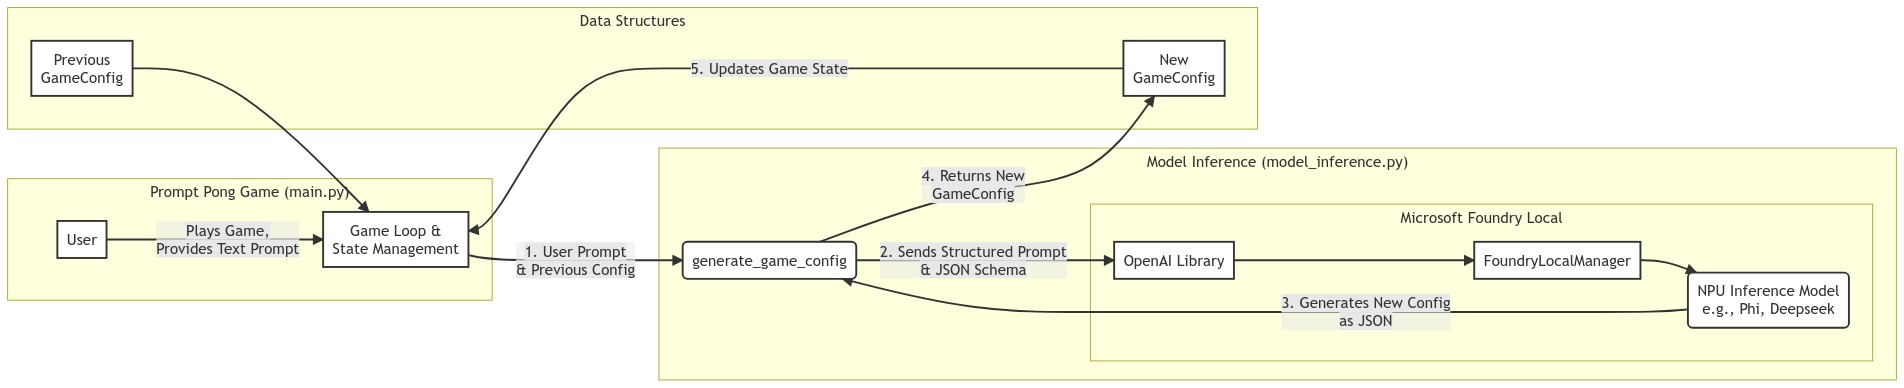 Data Structures
Previous
GameConfig
5. Updates Game State
New
GameConfig
Prompt Pong Game (main.py)
User
Plays Game,
Provides Text Prompt
Game Loop &
State Management
1. User Prompt
& Previous Config
Model Inference (model_inference.py)
4. Returns New
GameConfig
generate_game_config
2. Sends Structured Prompt
& JSON Schema
Microsoft Foundry Local
OpenAI Library
FoundryLocalManager
NPU Inference Model
e.g., Phi, Deepseek
3. Generates New Config
as JSON